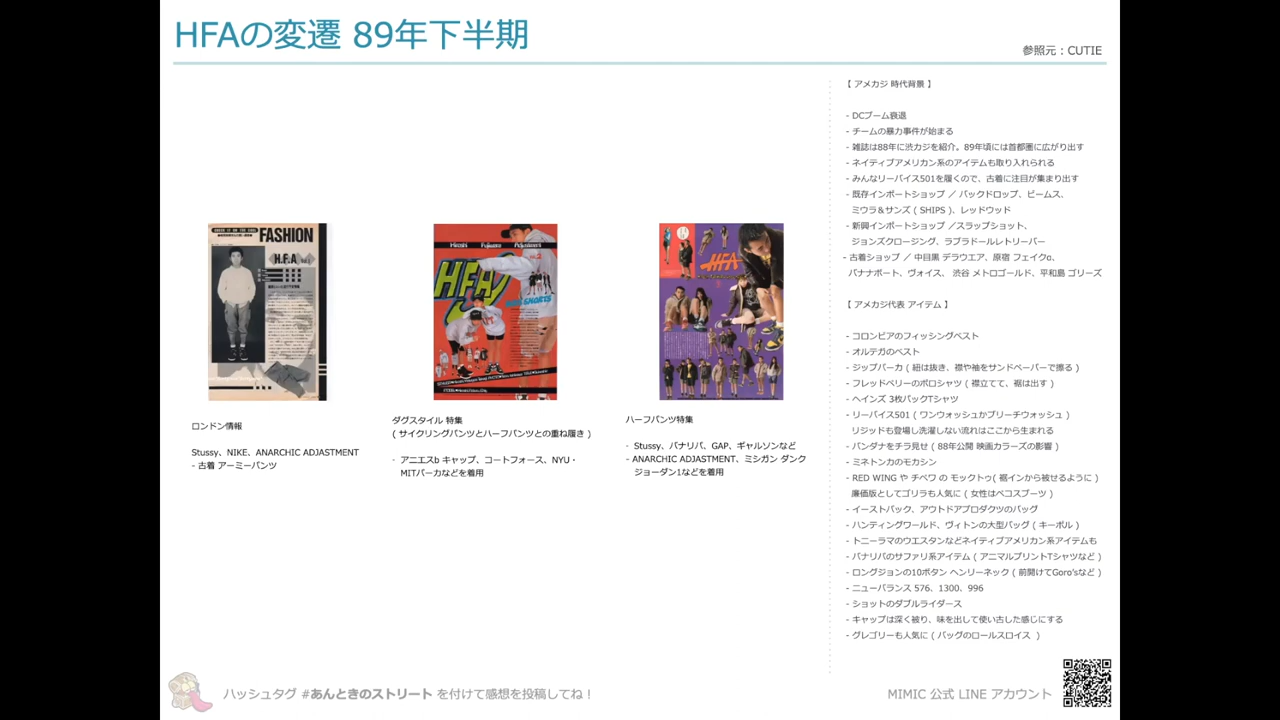 HFAの変遷 89年下半期
参照元：CUTIE
FASHION
H.F.A
HFA
HFA
ロンドン情報
Stussy、NIKE、ANARCHIC ADJASTMENT
- 古着 アーミーパンツ
ダグスタイル 特集
( サイクリングパンツとハーフパンツとの重ね履き )
- アニエスb キャップ、コートフォース、NYU・
MITパーカなどを着用
ハーフパンツ特集
- Stussy、バナリパ、GAP、ギャルソンなど
- ANARCHIC ADJASTMENT、ミシガン ダンク
ジョーダン1などを着用
【 アメカジ 時代背景 】
- DCブーム衰退
- チームの暴力事件が始まる
- 雑誌は88年に渋カジを紹介。89年頃には首都圏に広がり出す
- ネイティブアメリカン系のアイテムも取り入れられる
- みんなリーバイス501を履くので、古着に注目が集まり出す
- 既存インポートショップ ／ バックドロップ、ビームス、
ミウラ＆サンズ ( SHIPS )、レッドウッド
- 新興インポートショップ ／スラップショット、
ジョンズクロージング、ラブラドールレトリーバー
- 古着ショップ ／ 中目黒 デラウエア、原宿 フェイクα、
バナナボート、ヴォイス、 渋谷 メトロゴールド、平和島 ゴリーズ
【 アメカジ代表 アイテム 】
- コロンビアのフィッシングベスト
- オルテガのベスト
- ジップパーカ ( 紐は抜き、襟や袖をサンドペーパーで擦る )
- フレッドペリーのポロシャツ ( 襟立てて、裾は出す )
- ヘインズ 3枚パックTシャツ
- リーバイス501 ( ワンウォッシュかブリーチウォッシュ )
リジッドも登場し洗濯しない流れはここから生まれる
- バンダナをチラ見せ ( 88年公開 映画カラーズの影響 )
- ミネトンカのモカシン
- RED WING や チペワ の モックトゥ( 裾インから被せるように )
廉価版としてゴリラも人気に ( 女性はペコスブーツ )
- イーストパック、アウトドアプロダクツのバッグ
- ハンティングワールド、ヴィトンの大型バッグ ( キーポル )
- トニーラマのウエスタンなどネイティブアメリカン系アイテムも
- バナリパのサファリ系アイテム ( アニマルプリントTシャツなど )
- ロングジョンの10ボタン ヘンリーネック ( 前開けてGoro'sなど )
- ニューバランス 576、1300、996
- ショットのダブルライダース
- キャップは深く被り、味を出して使い古した感じにする
- グレゴリーも人気に ( バッグのロールスロイス )
ハッシュタグ #あんときのストリート を付けて感想を投稿してね！
MIMIC 公式 LINE アカウント